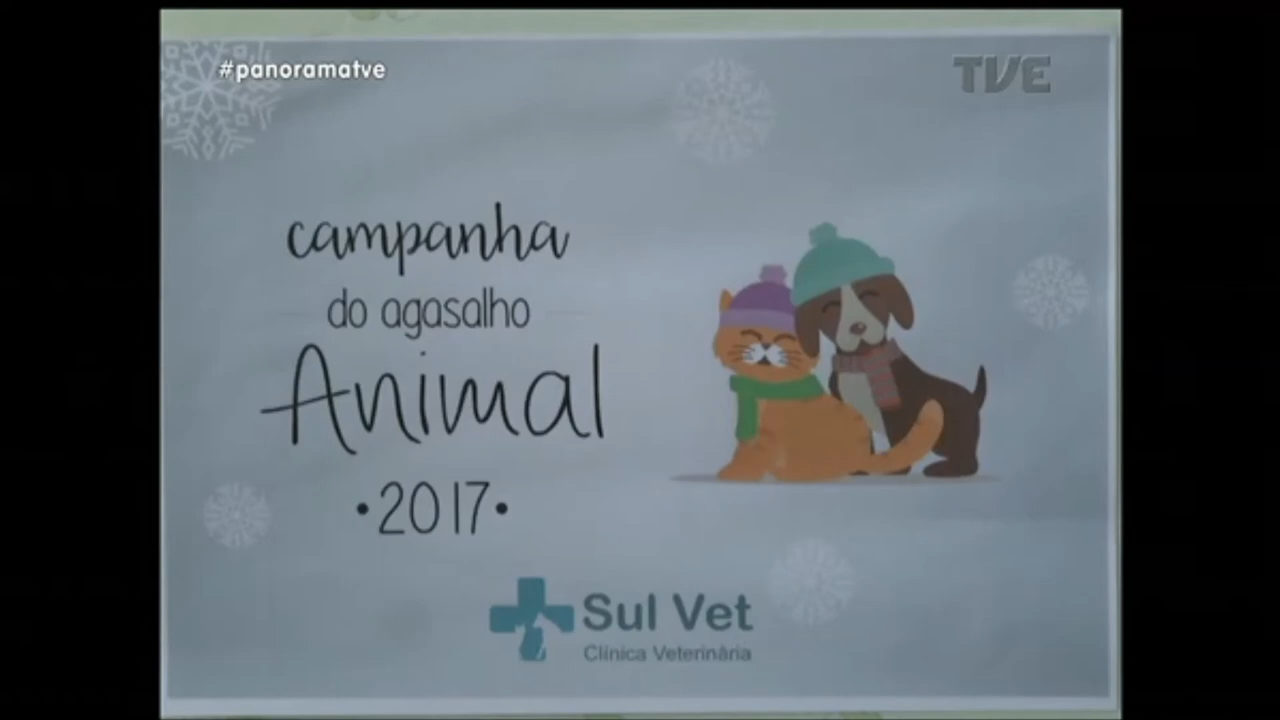 #panoramatve
TVE
campanha
do agasalho
Animal
•2017•
Sul Vet
Clínica Veterinária